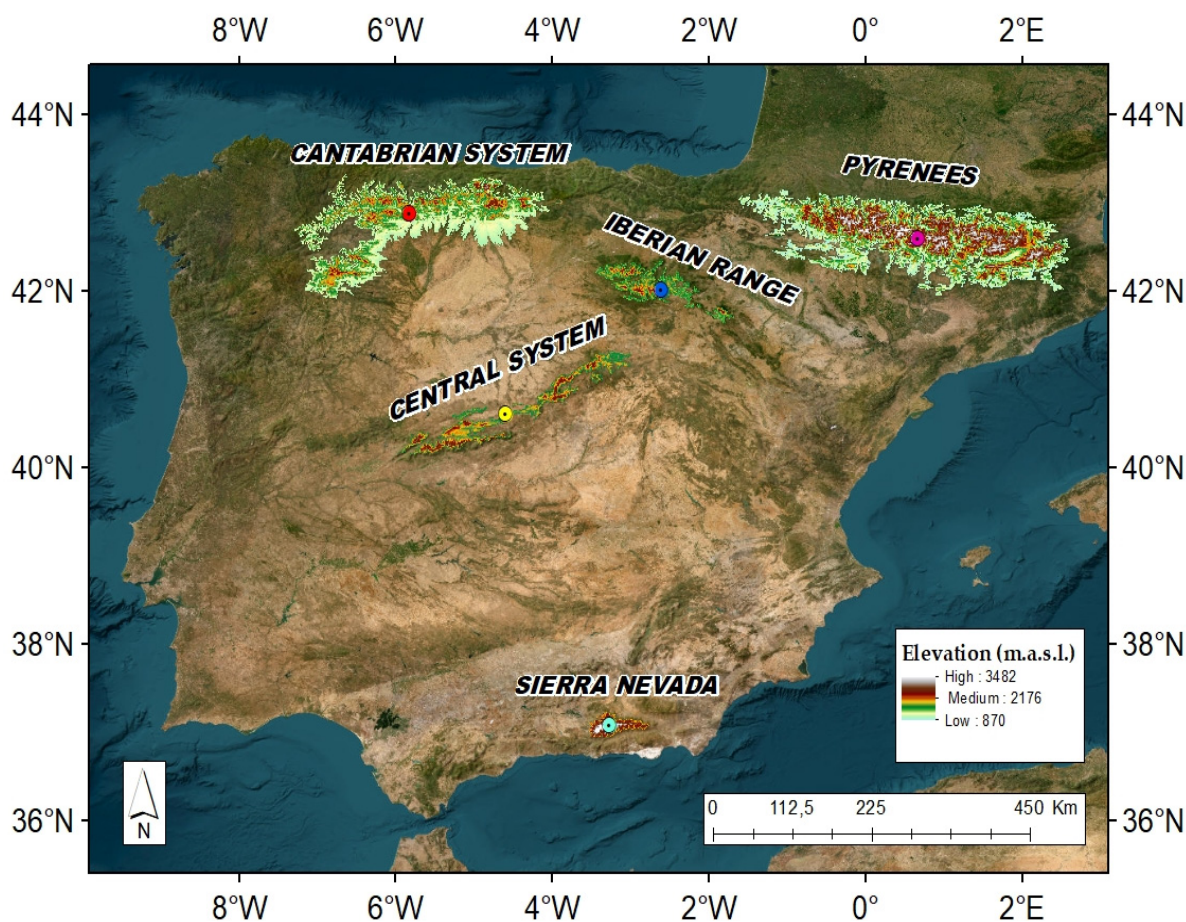 8°W 6°W 4°W 2°W 0° 2°E
44°N 44°N
CANTABRIAN SYSTEM
PYRENEES
IBERIAN RANGE
42°N 42°N
CENTRAL SYSTEM
40°N 40°N
38°N 38°N
Elevation (m.a.s.l.)
High : 3482
Medium : 2176
Low : 870
SIERRA NEVADA
N
0 112,5 225 450 Km
36°N 36°N
8°W 6°W 4°W 2°W 0° 2°E